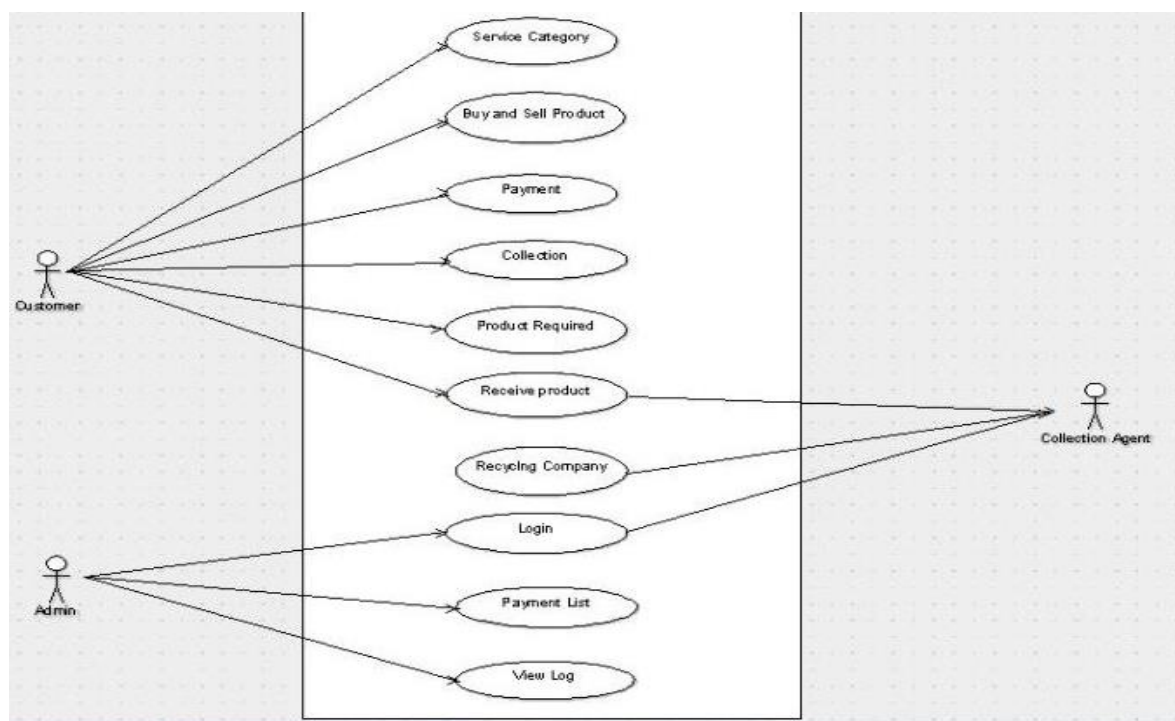 Service Category
Buy and Sell Product
Payment
Collection
Customer
Product Required
Receive product
Collection Agent
Recycling Company
Login
Admin
Payment List
View Log